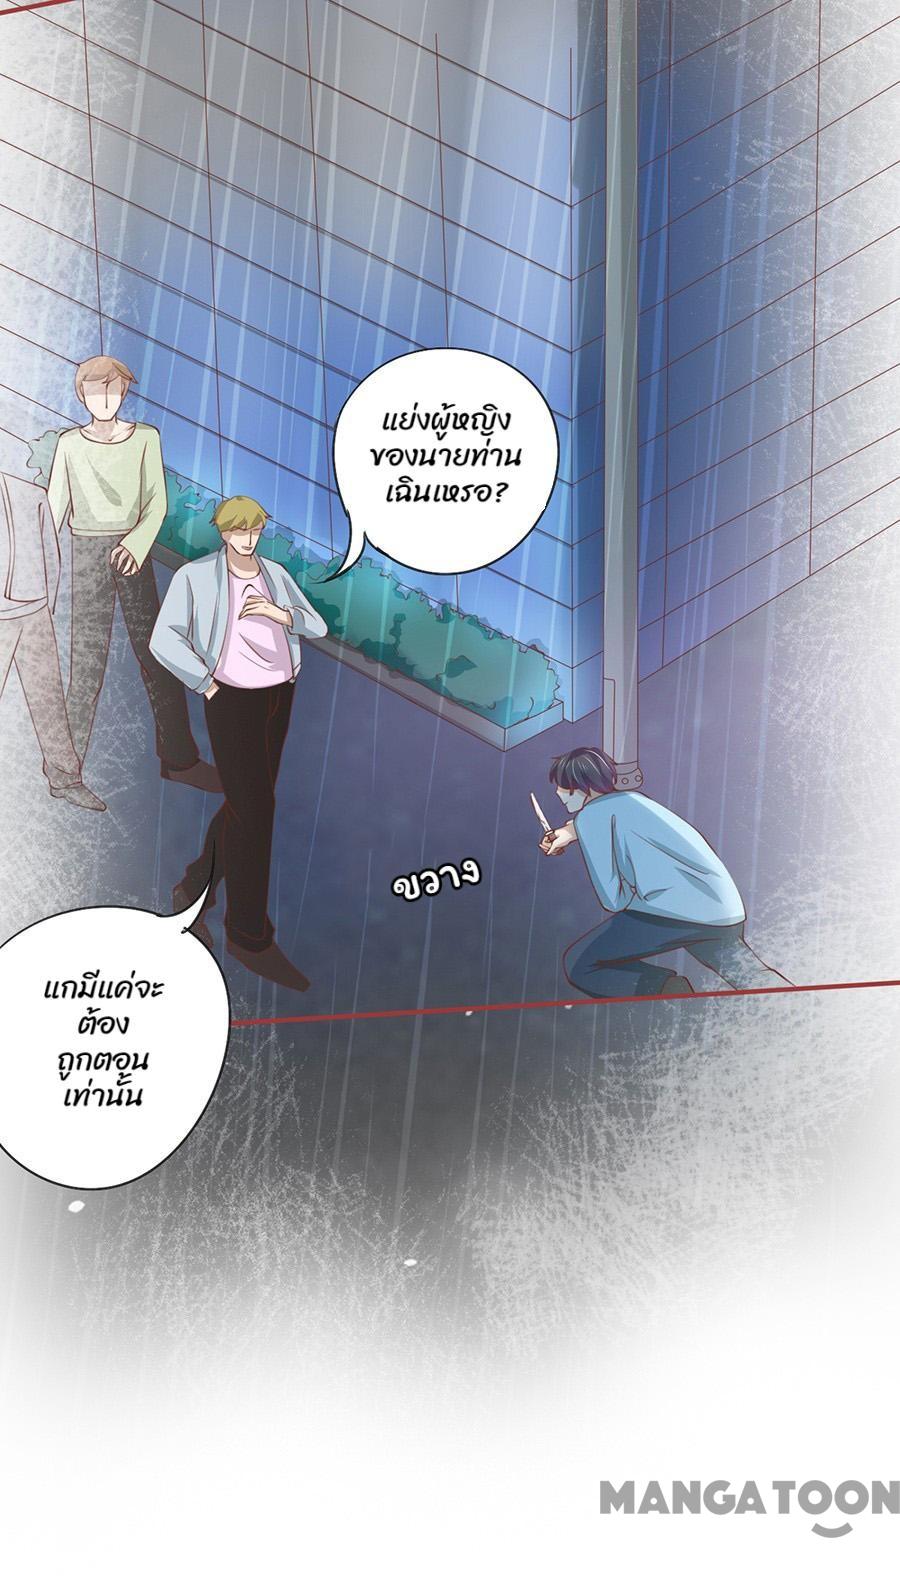 แย่งผู้หญิง
ของนายท่าน
เฉินเหรอ?
ขวาง
แกมีแค่จะ
ต้อง
ถูกตอน
เท่านั้น
MANGATOON